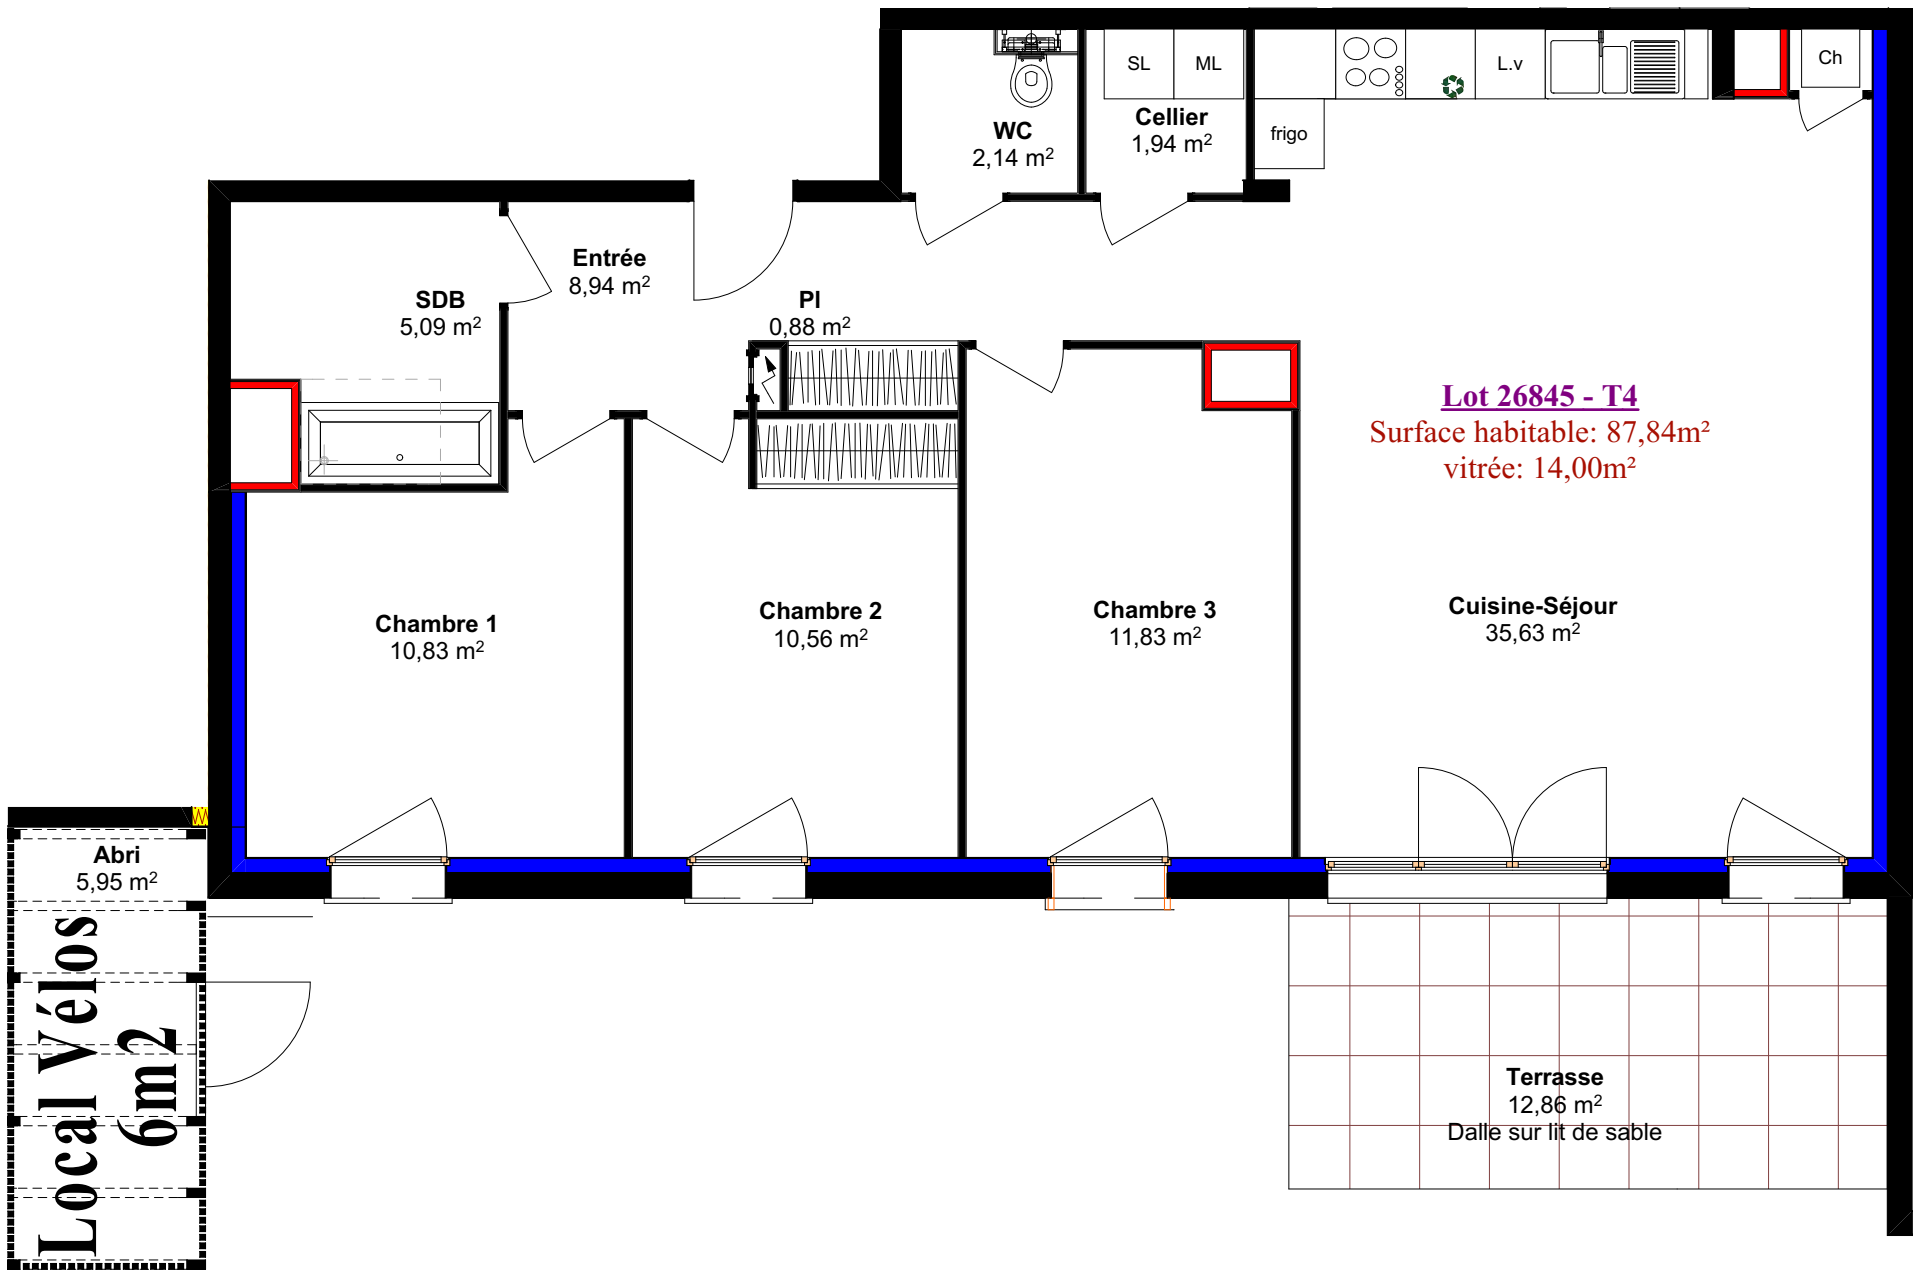 SL
ML
L.v
Ch
frigo
WC
2,14 m²
Cellier
1,94 m²
Entrée
8,94 m²
SDB
5,09 m²
Pl
0,88 m²
Lot 26845 - T4
Surface habitable: 87,84m²
vitrée: 14,00m²
Chambre 1
10,83 m²
Chambre 2
10,56 m²
Chambre 3
11,83 m²
Cuisine-Séjour
35,63 m²
Abri
5,95 m²
Local Vélos
6m2
Terrasse
12,86 m²
Dalle sur lit de sable